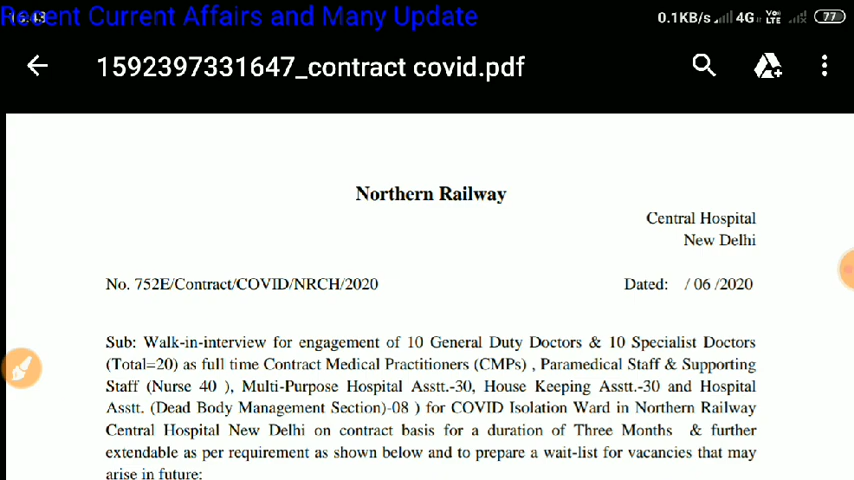 Recent Current Affairs and Many Update
0.1KB/s 4G VoLTE 77
1592397331647_contract covid.pdf
Northern Railway
Central Hospital
New Delhi
No. 752E/Contract/COVID/NRCH/2020 Dated: / 06 /2020
Sub: Walk-in-interview for engagement of 10 General Duty Doctors & 10 Specialist Doctors
(Total=20) as full time Contract Medical Practitioners (CMPs) , Paramedical Staff & Supporting
Staff (Nurse 40 ), Multi-Purpose Hospital Asstt.-30, House Keeping Asstt.-30 and Hospital
Asstt. (Dead Body Management Section)-08 ) for COVID Isolation Ward in Northern Railway
Central Hospital New Delhi on contract basis for a duration of Three Months & further
extendable as per requirement as shown below and to prepare a wait-list for vacancies that may
arise in future: